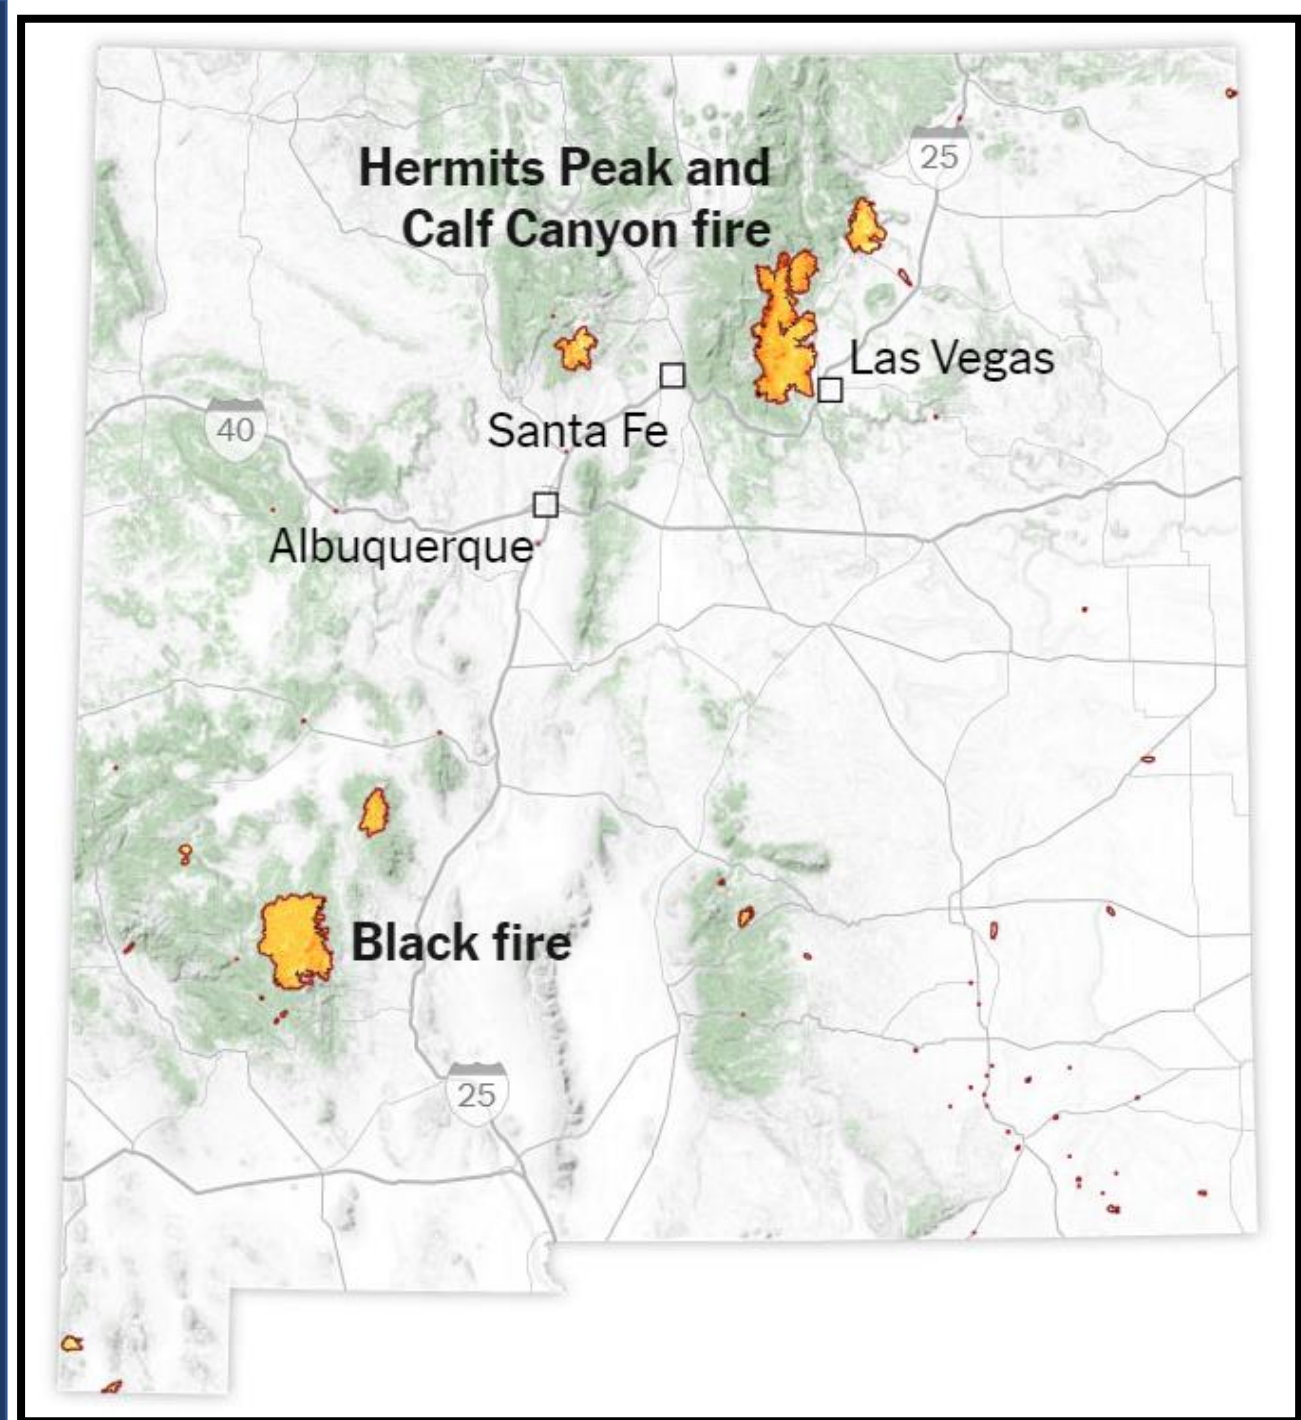 Hermits Peak and
Calf Canyon fire
25
Las Vegas
40
Santa Fe
Albuquerque
Black fire
25